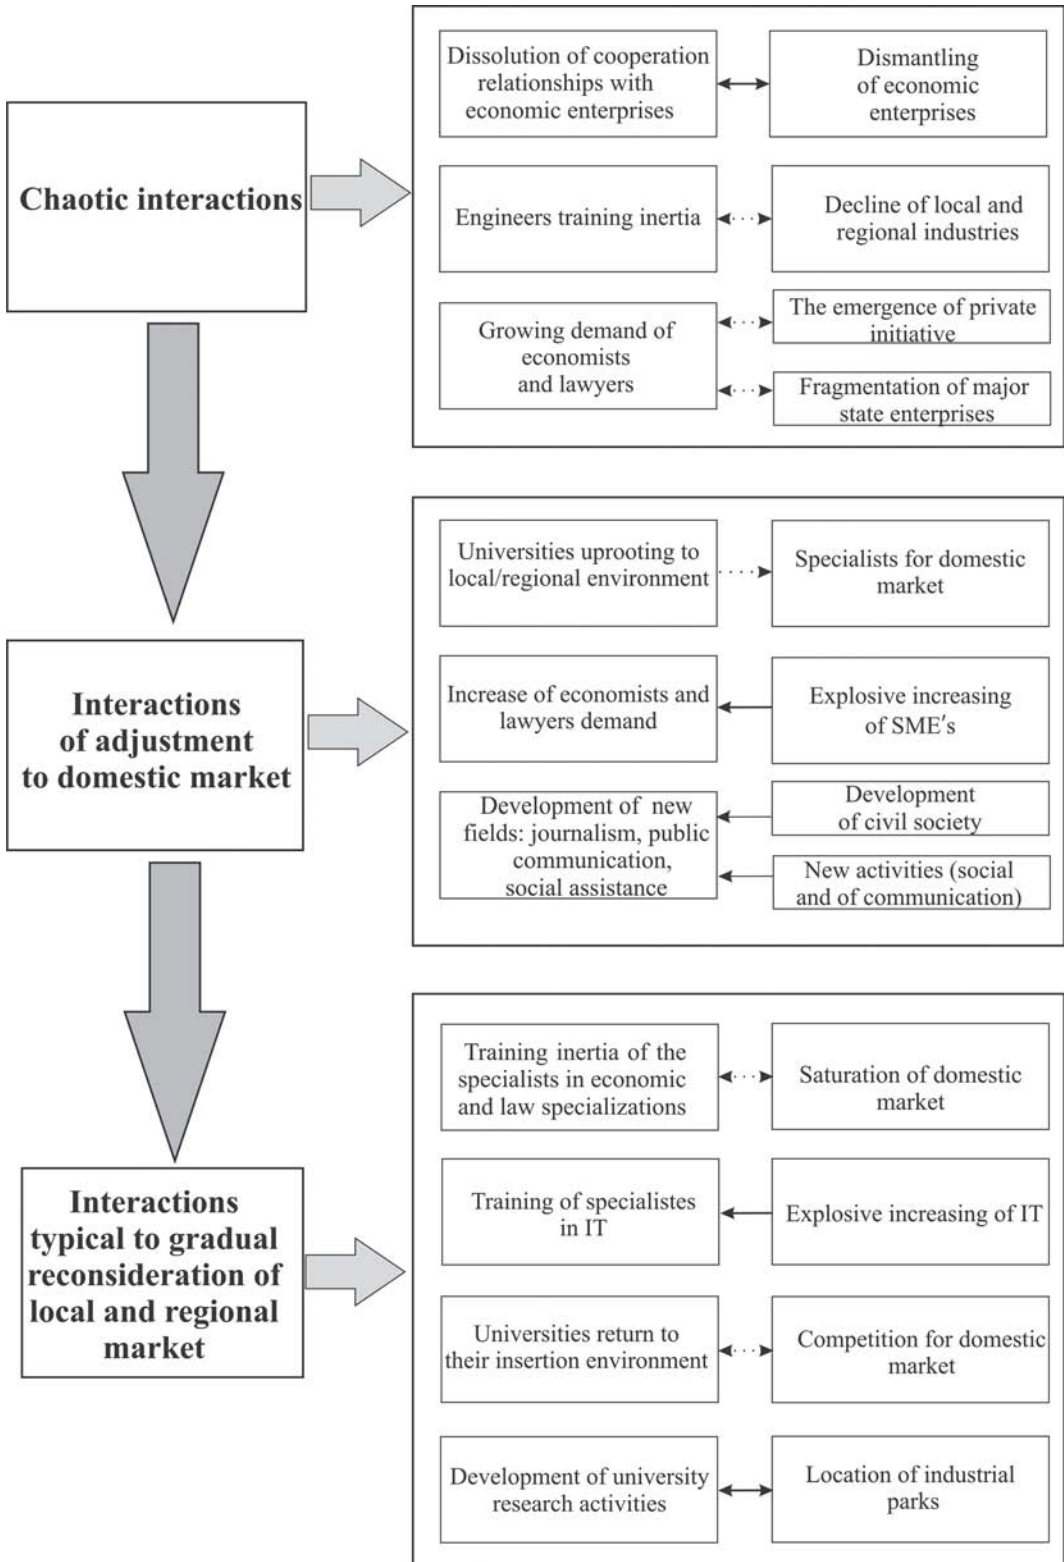 Chaotic interactions
Dissolution of cooperation
relationships with
economic enterprises
Dismantling
of economic
enterprises
Engineers training inertia
Decline of local and
regional industries
Growing demand of
economists
and lawyers
The emergence of private
initiative
Fragmentation of major
state enterprises
Interactions
of adjustment
to domestic market
Universities uprooting to
local/regional environment
Specialists for domestic
market
Increase of economists and
lawyers demand
Explosive increasing
of SME's
Development of new
fields: journalism, public
communication,
social assistance
Development
of civil society
New activities (social
and of communication)
Interactions
typical to gradual
reconsideration of
local and regional
market
Training inertia of the
specialists in economic
and law specializations
Saturation of domestic
market
Training of specialistes
in IT
Explosive increasing of IT
Universities return to
their insertion environment
Competition for domestic
market
Development of university
research activities
Location of industrial
parks